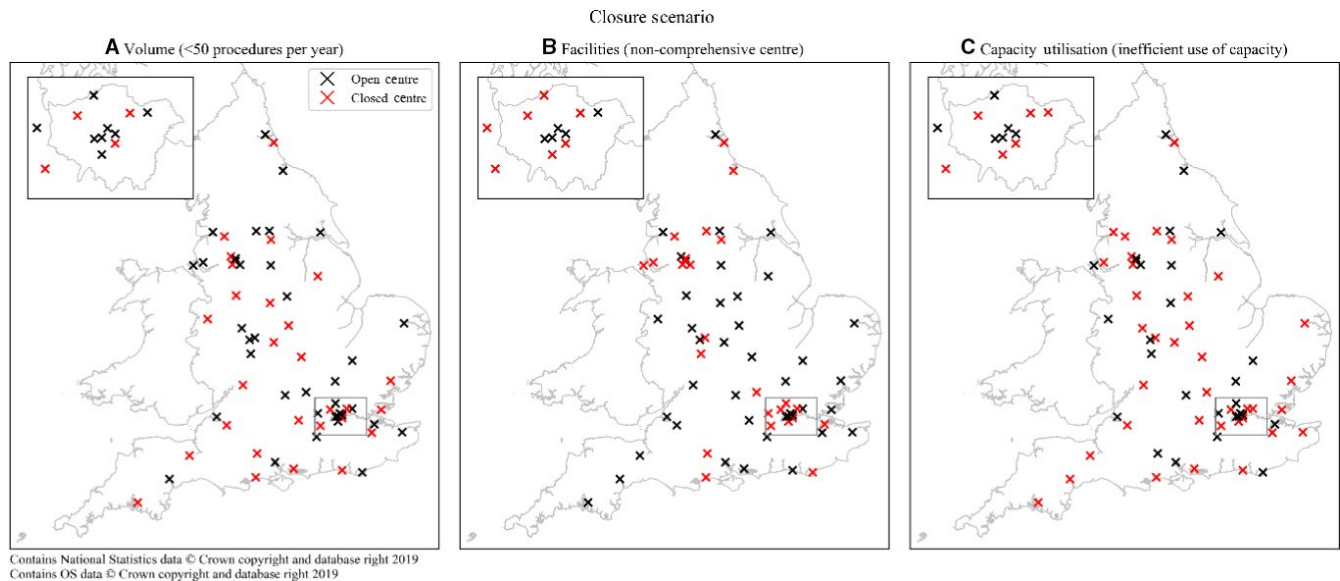 Closure scenario
A Volume (<50 procedures per year)
B Facilities (non-comprehensive centre)
C Capacity utilisation (inefficient use of capacity)
Open centre
Closed centre
Contains National Statistics data © Crown copyright and database right 2019
Contains OS data © Crown copyright and database right 2019